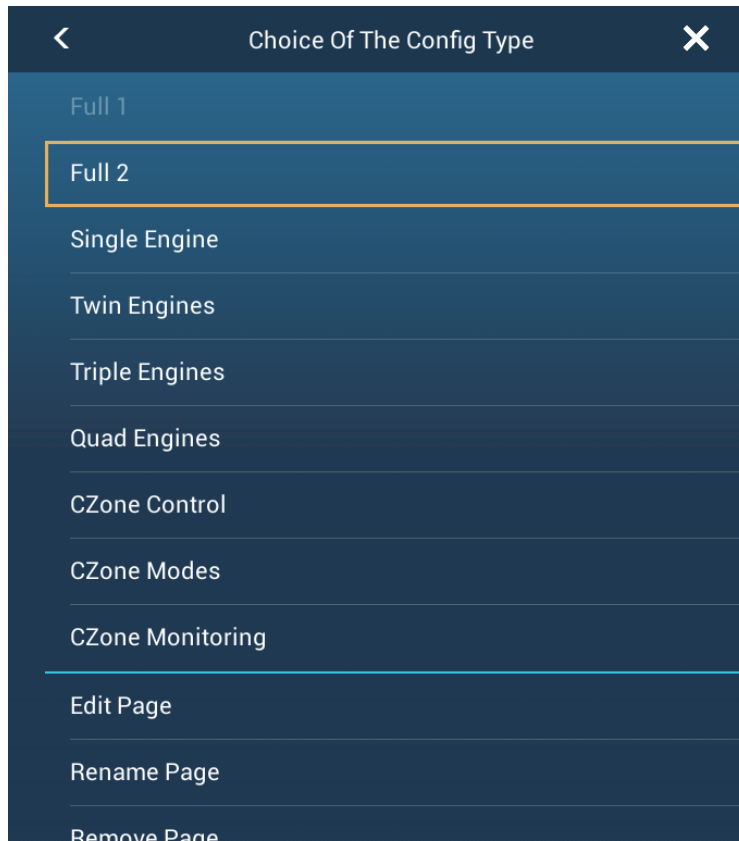 Choice Of The Config Type
Full 1
Full 2
Single Engine
Twin Engines
Triple Engines
Quad Engines
CZone Control
CZone Modes
CZone Monitoring
Edit Page
Rename Page
Remove Page